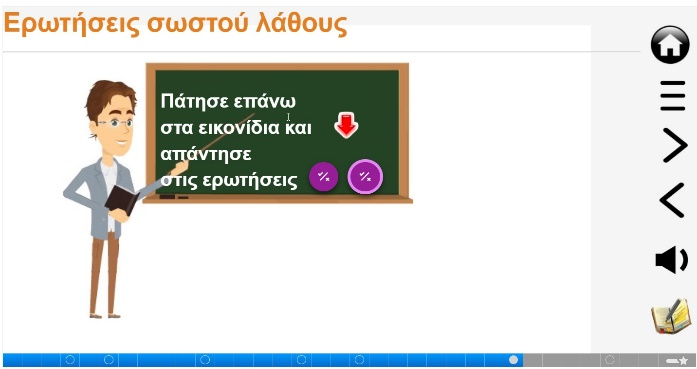 Ερωτήσεις σωστού λάθους
Πάτησε επάνω
στα εικονίδια και
απάντησε
στις ερωτήσεις